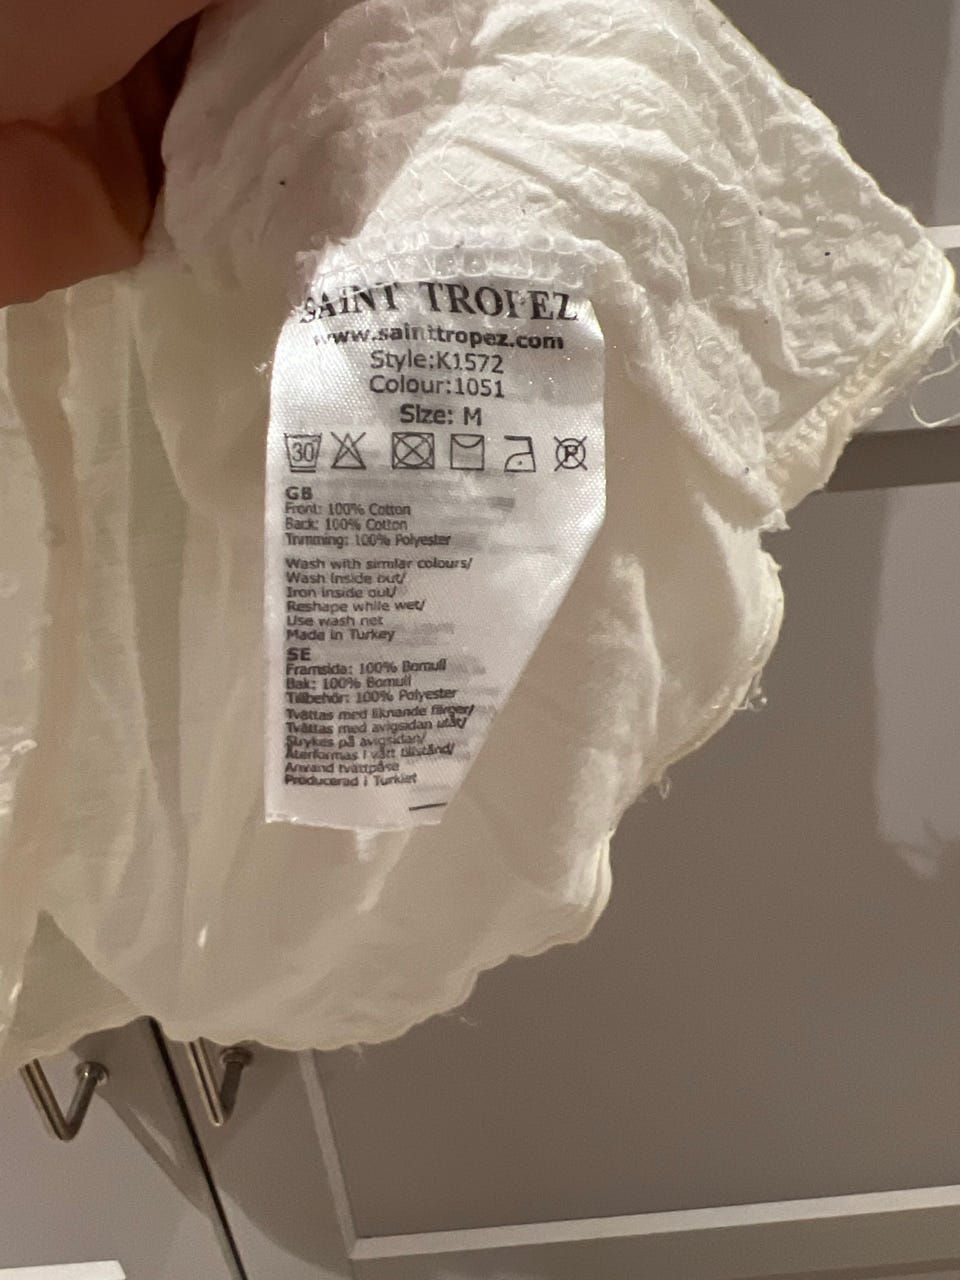 SAINT TROPEZ
www.sainttropez.com
Style:K1572
Colour:1051
Size: M
30 P
GB
Front: 100% Cotton
Back: 100% Cotton
Trimming: 100% Polyester
Wash with similar colours/
Wash inside out/
Iron inside out/
Reshape while wet/
Use wash net
Made in Turkey
SE
Framsida: 100% Bomull
Bak: 100% Bomull
Tillbehör: 100% Polyester
Tvättas med liknande färger/
Tvättas med avigsidan utåt/
Strykes på avigsidan/
Återformas i vått tillstånd/
Använd tvättpåse
Producerad i Turkiet